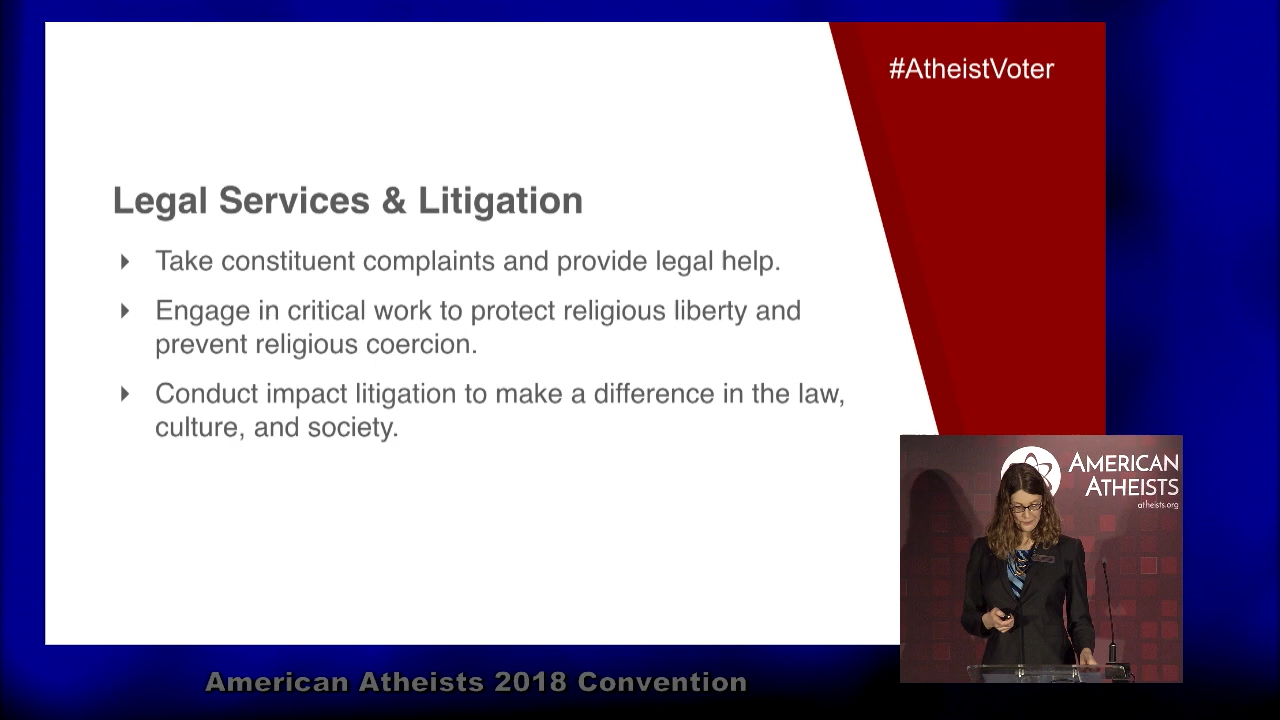 #AtheistVoter
Legal Services & Litigation
Take constituent complaints and provide legal help.
Engage in critical work to protect religious liberty and
prevent religious coercion.
Conduct impact litigation to make a difference in the law,
culture, and society.
AMERICAN
ATHEISTS
atheists.org
American Atheists 2018 Convention